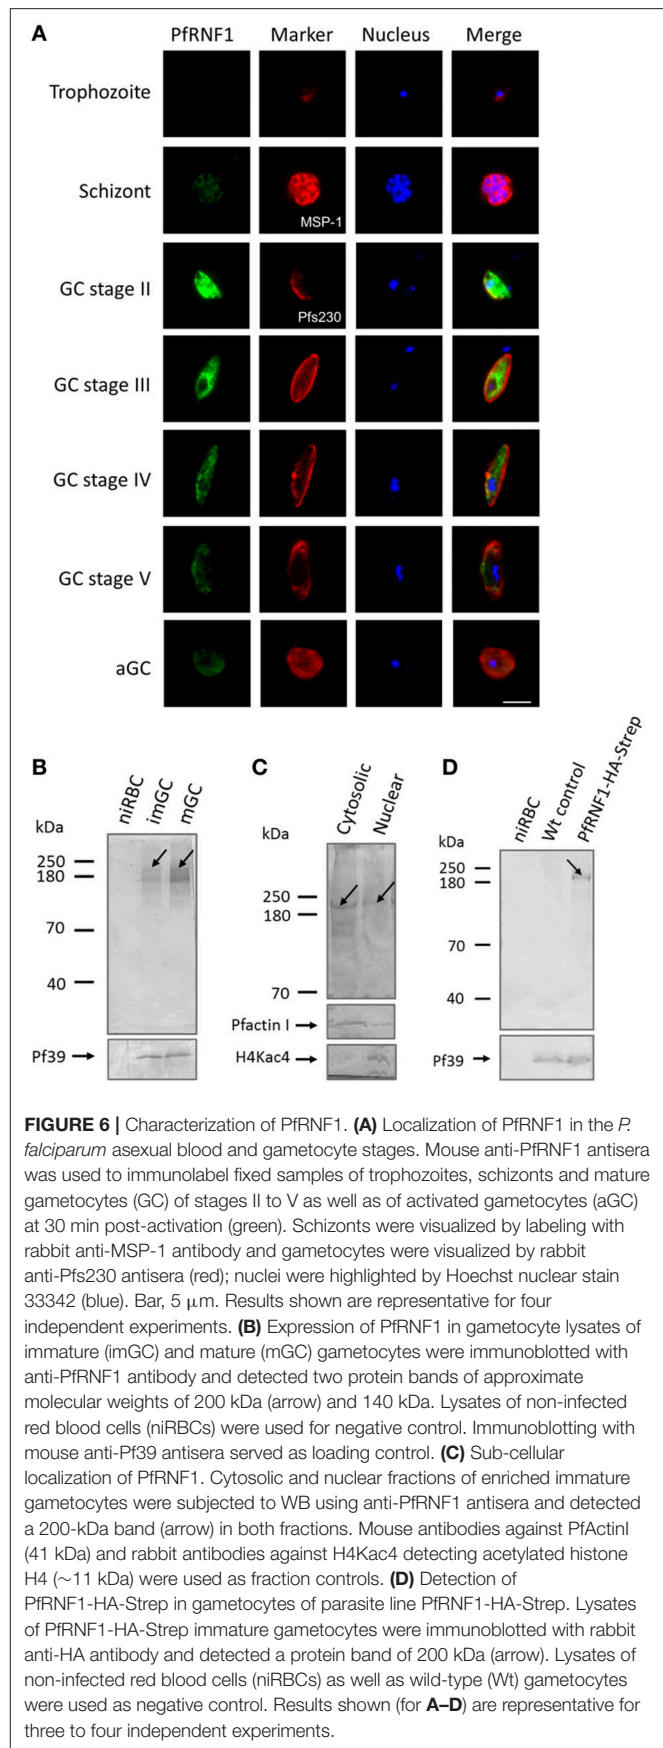 A PfRNF1 Marker Nucleus Merge
Trophozoite
Schizont
MSP-1
GC stage II
Pfs230
GC stage III
GC stage IV
GC stage V
aGC
B
niRBC
imGC
mGC
kDa
250
180
70
40
Pf39
C
Cytosolic
Nuclear
kDa
250
180
70
Pfactin I
H4Kac4
D
niRBC
Wt control
PfRNF1-HA-Strep
kDa
250
180
70
40
Pf39
FIGURE 6 | Characterization of PfRNF1. (A) Localization of PfRNF1 in the P.
falciparum asexual blood and gametocyte stages. Mouse anti-PfRNF1 antisera
was used to immunolabel fixed samples of trophozoites, schizonts and mature
gametocytes (GC) of stages II to V as well as of activated gametocytes (aGC)
at 30 min post-activation (green). Schizonts were visualized by labeling with
rabbit anti-MSP-1 antibody and gametocytes were visualized by rabbit
anti-Pfs230 antisera (red); nuclei were highlighted by Hoechst nuclear stain
33342 (blue). Bar, 5 μm. Results shown are representative for four
independent experiments. (B) Expression of PfRNF1 in gametocyte lysates of
immature (imGC) and mature (mGC) gametocytes were immunoblotted with
anti-PfRNF1 antibody and detected two protein bands of approximate
molecular weights of 200 kDa (arrow) and 140 kDa. Lysates of non-infected
red blood cells (niRBCs) were used for negative control. Immunoblotting with
mouse anti-Pf39 antisera served as loading control. (C) Sub-cellular
localization of PfRNF1. Cytosolic and nuclear fractions of enriched immature
gametocytes were subjected to WB using anti-PfRNF1 antisera and detected
a 200-kDa band (arrow) in both fractions. Mouse antibodies against PfActinI
(41 kDa) and rabbit antibodies against H4Kac4 detecting acetylated histone
H4 (∼11 kDa) were used as fraction controls. (D) Detection of
PfRNF1-HA-Strep in gametocytes of parasite line PfRNF1-HA-Strep. Lysates
of PfRNF1-HA-Strep immature gametocytes were immunoblotted with rabbit
anti-HA antibody and detected a protein band of 200 kDa (arrow). Lysates of
non-infected red blood cells (niRBCs) as well as wild-type (Wt) gametocytes
were used as negative control. Results shown (for A–D) are representative for
three to four independent experiments.